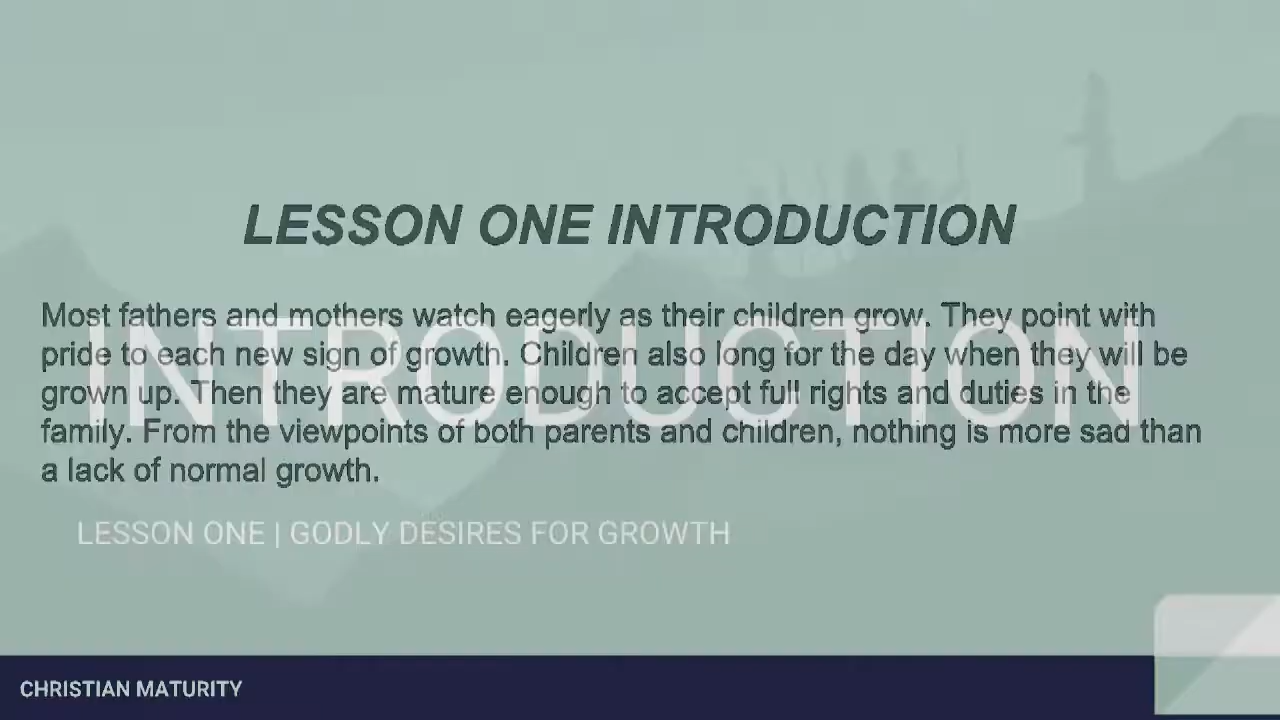 LESSON ONE INTRODUCTION
Most fathers and mothers watch eagerly as their children grow. They point with
pride to each new sign of growth. Children also long for the day when they will be
grown up. Then they are mature enough to accept full rights and duties in the
family. From the viewpoints of both parents and children, nothing is more sad than
a lack of normal growth.
INTRODUCTION
LESSON ONE | GODLY DESIRES FOR GROWTH
CHRISTIAN MATURITY